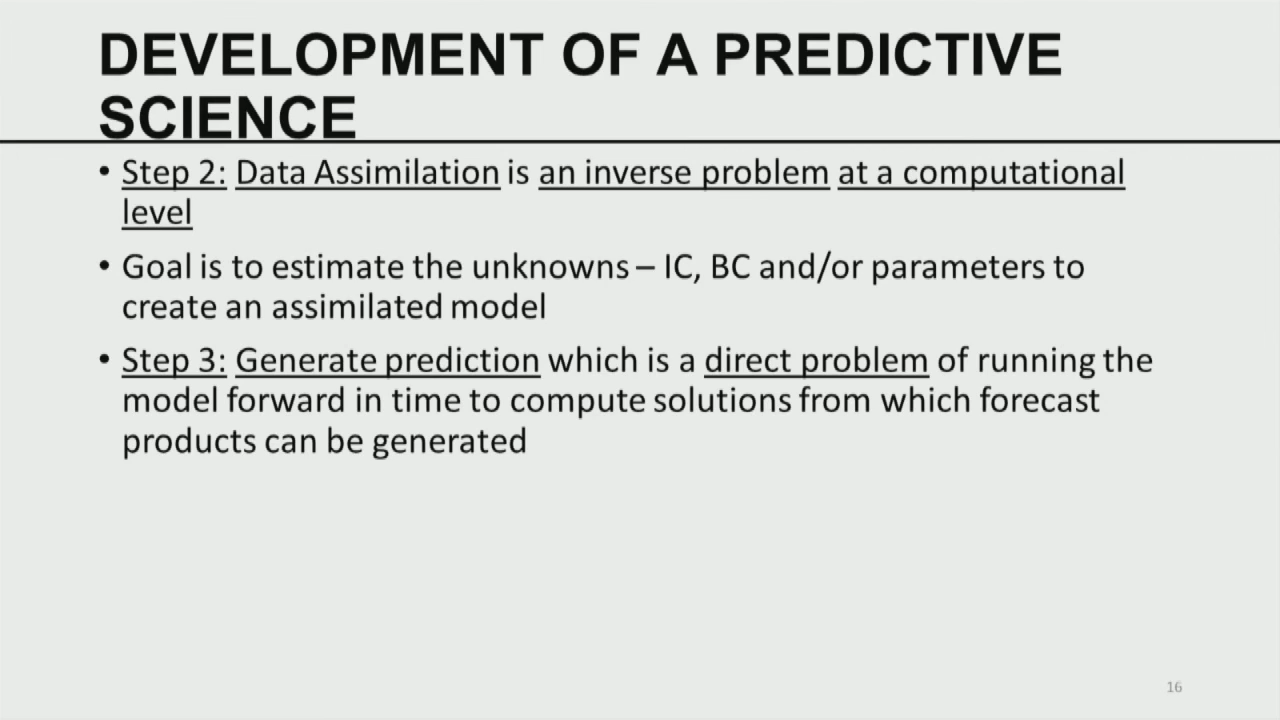 DEVELOPMENT OF A PREDICTIVE
SCIENCE
• Step 2: Data Assimilation is an inverse problem at a computational
level
• Goal is to estimate the unknowns – IC, BC and/or parameters to
create an assimilated model
• Step 3: Generate prediction which is a direct problem of running the
model forward in time to compute solutions from which forecast
products can be generated
16